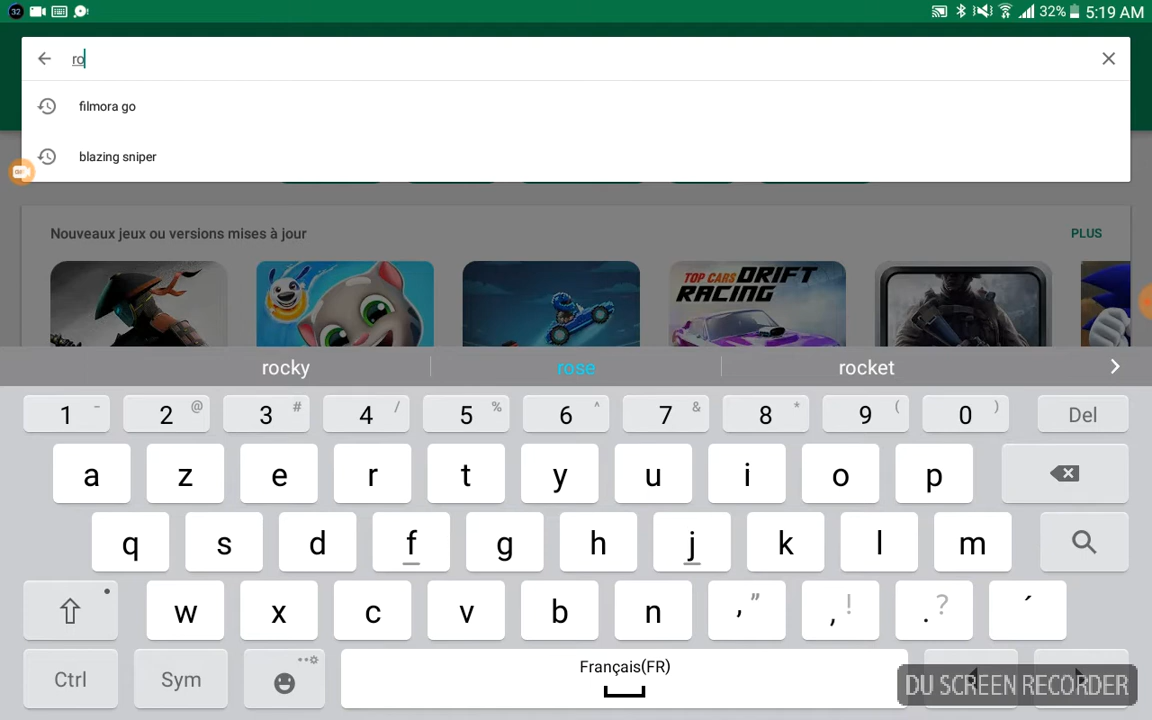 32 32% 5:19 AM
ro
filmora go
blazing sniper
Nouveaux jeux ou versions mises à jour PLUS
TOP CARS DRIFT
RACING
rocky rose rocket
1 - 2 @ 3 # 4 / 5 % 6 ^ 7 & 8 * 9 ( 0 ) Del
a z e r t y u i o p
q s d f g h j k l m
w x c v b n ' " , ! . ? ´
Ctrl Sym Français(FR)
DU SCREEN RECORDER